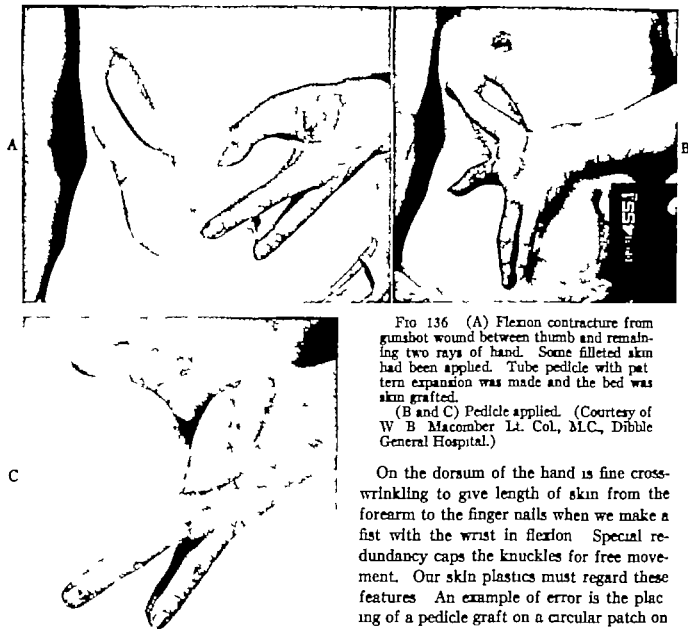 A
B
4551
C
FIG 136 (A) Flexion contracture from
gunshot wound between thumb and remain-
ing two rays of hand. Some filleted skin
had been applied. Tube pedicle with pat
tern expansion was made and the bed was
skin grafted.
(B and C) Pedicle applied. (Courtesy of
W B Macomber Lt. Col., M.C., Dibble
General Hospital.)
On the dorsum of the hand is fine cross-
wrinkling to give length of skin from the
forearm to the finger nails when we make a
fist with the wrist in flexion Special re-
dundancy caps the knuckles for free move-
ment. Our skin plastics must regard these
features An example of error is the plac
ing of a pedicle graft on a circular patch on